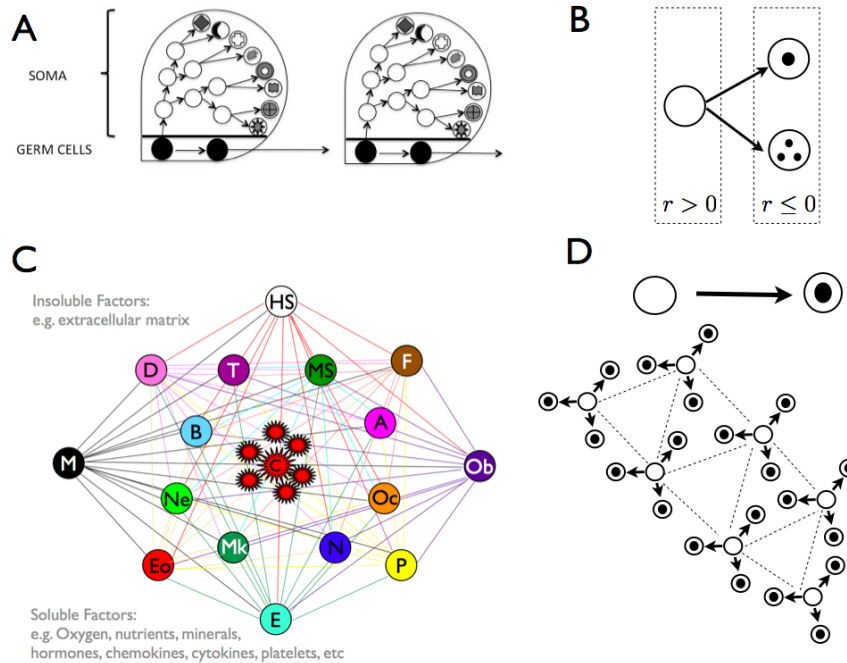 A
SOMA
GERM CELLS
B
r > 0
r ≤ 0
C
Insoluble Factors:
e.g. extracellular matrix
HS
D
T
MS
F
B
A
M
C
Ob
Ne
Oc
Mk
N
Eo
P
E
Soluble Factors:
e.g. Oxygen, nutrients, minerals,
hormones, chemokines, cytokines, platelets, etc
D